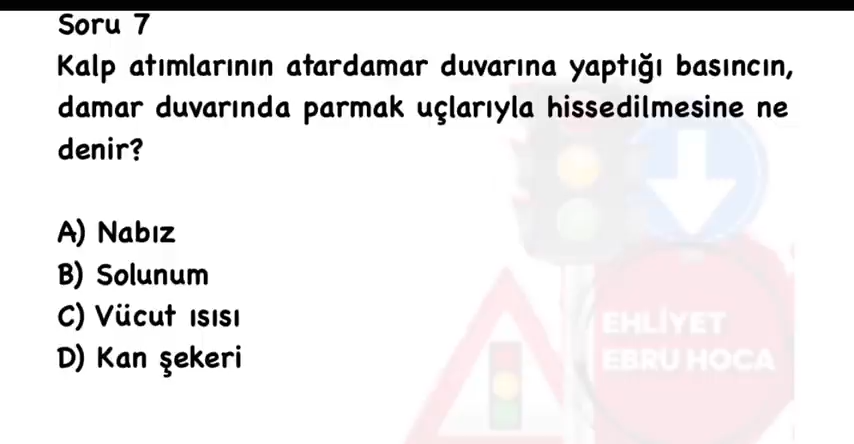 Soru 7
Kalp atımlarının atardamar duvarına yaptığı basıncın,
damar duvarında parmak uçlarıyla hissedilmesine ne
denir?
A) Nabız
B) Solunum
C) Vücut ısısı
D) Kan şekeri
EHLİYET
EBRU HOCA